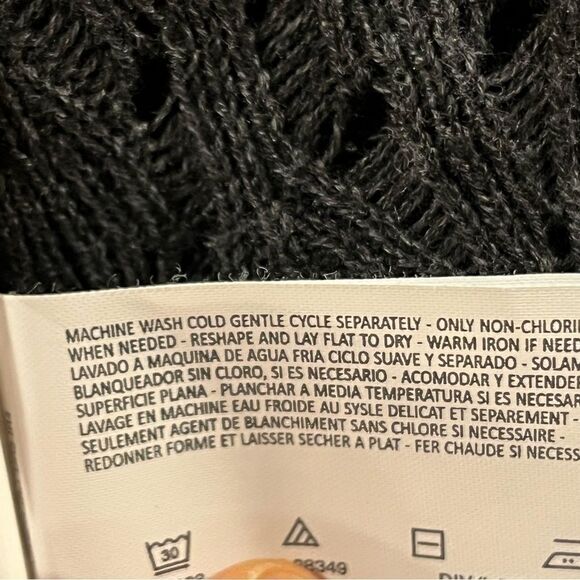 MACHINE WASH COLD GENTLE CYCLE SEPARATELY - ONLY NON-CHLORI
WHEN NEEDED - RESHAPE AND LAY FLAT TO DRY - WARM IRON IF NEED
LAVADO A MAQUINA DE AGUA FRIA CICLO SUAVE Y SEPARADO - SOLAM
BLANQUEADOR SIN CLORO, SI ES NECESARIO - ACOMODAR Y EXTENDER
SUPERFICIE PLANA - PLANCHAR A MEDIA TEMPERATURA SI ES NECESAR
LAVAGE EN MACHINE EAU FROIDE AU SYSLE DELICAT ET SEPAREMENT -
SEULEMENT AGENT DE BLANCHIMENT SANS CHLORE SI NECESSAIRE -
REDONNER FORME ET LAISSER SECHER A PLAT - FER CHAUDE SI NECESS
30
38349